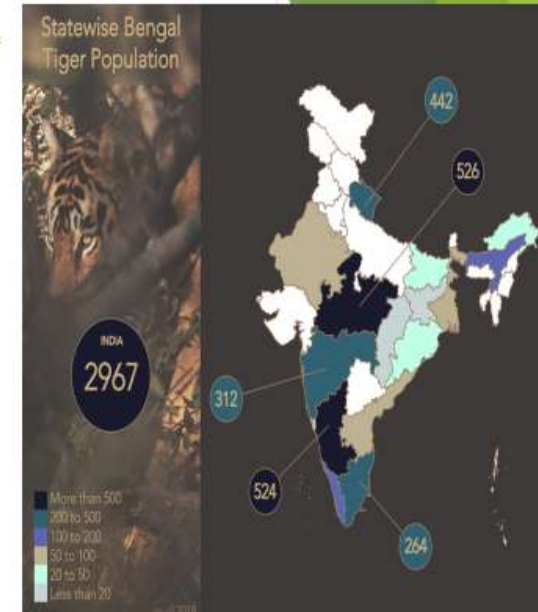 Statewise Bengal
Tiger Population
442
526
INDIA
2967
312
524
264
More than 500
200 to 500
100 to 200
50 to 100
20 to 50
Less than 20